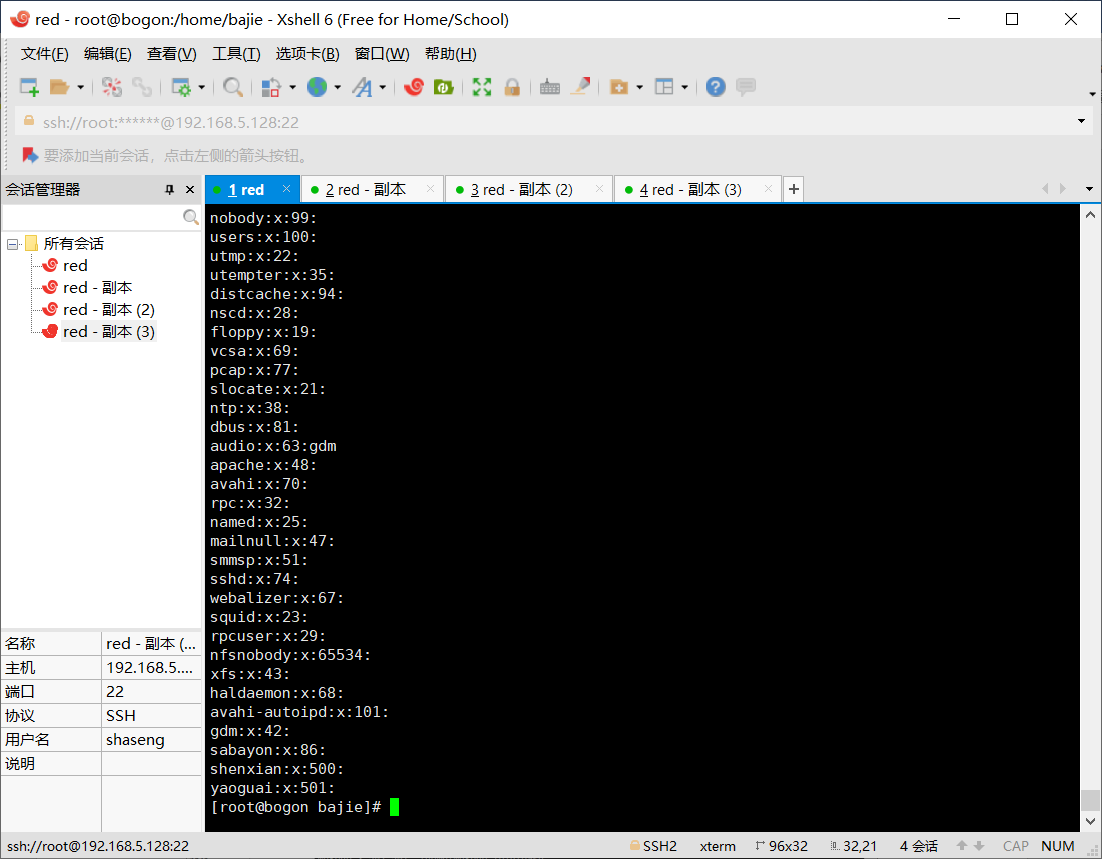 red - root@bogon:/home/bajie - Xshell 6 (Free for Home/School)
文件(F) 编辑(E) 查看(V) 工具(T) 选项卡(B) 窗口(W) 帮助(H)
ssh://root:******@192.168.5.128:22
要添加当前会话，点击左侧的箭头按钮。
会话管理器
1 red
2 red - 副本
3 red - 副本 (2)
4 red - 副本 (3)
所有会话
red
red - 副本
red - 副本 (2)
red - 副本 (3)
名称 red - 副本 (...
主机 192.168.5....
端口 22
协议 SSH
用户名 shaseng
说明
nobody:x:99:
users:x:100:
utmp:x:22:
utempter:x:35:
distcache:x:94:
nscd:x:28:
floppy:x:19:
vcsa:x:69:
pcap:x:77:
slocate:x:21:
ntp:x:38:
dbus:x:81:
audio:x:63:gdm
apache:x:48:
avahi:x:70:
rpc:x:32:
named:x:25:
mailnull:x:47:
smmsp:x:51:
sshd:x:74:
webalizer:x:67:
squid:x:23:
rpcuser:x:29:
nfsnobody:x:65534:
xfs:x:43:
haldaemon:x:68:
avahi-autoipd:x:101:
gdm:x:42:
sabayon:x:86:
shenxian:x:500:
yaoguai:x:501:
[root@bogon bajie]#
ssh://root@192.168.5.128:22 SSH2 xterm 96x32 32,21 4 会话 CAP NUM